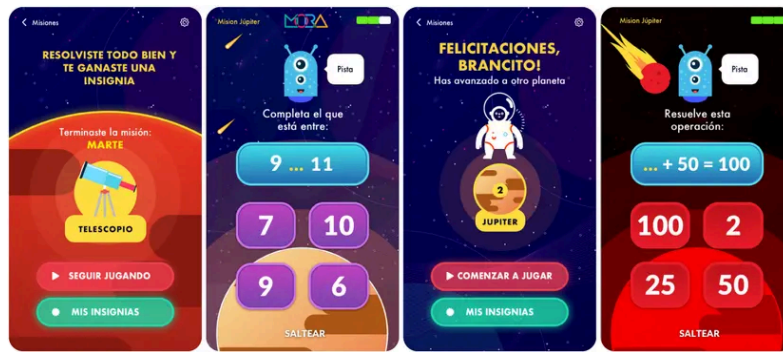 Misiones
RESOLVISTE TODO BIEN Y
TE GANASTE UNA
INSIGNIA
Terminaste la misión:
MARTE
TELESCOPIO
SEGUIR JUGANDO
MIS INSIGNIAS
Mision Júpiter
MORA
Pista
Completa el que
está entre:
9 ... 11
7
10
9
6
SALTEAR
Misiones
FELICITACIONES,
BRANCITO!
Has avanzado a otro planeta
2
JUPITER
COMENZAR A JUGAR
MIS INSIGNIAS
Mision Júpiter
Pista
Resuelve esta
operación:
... + 50 = 100
100
2
25
50
SALTEAR